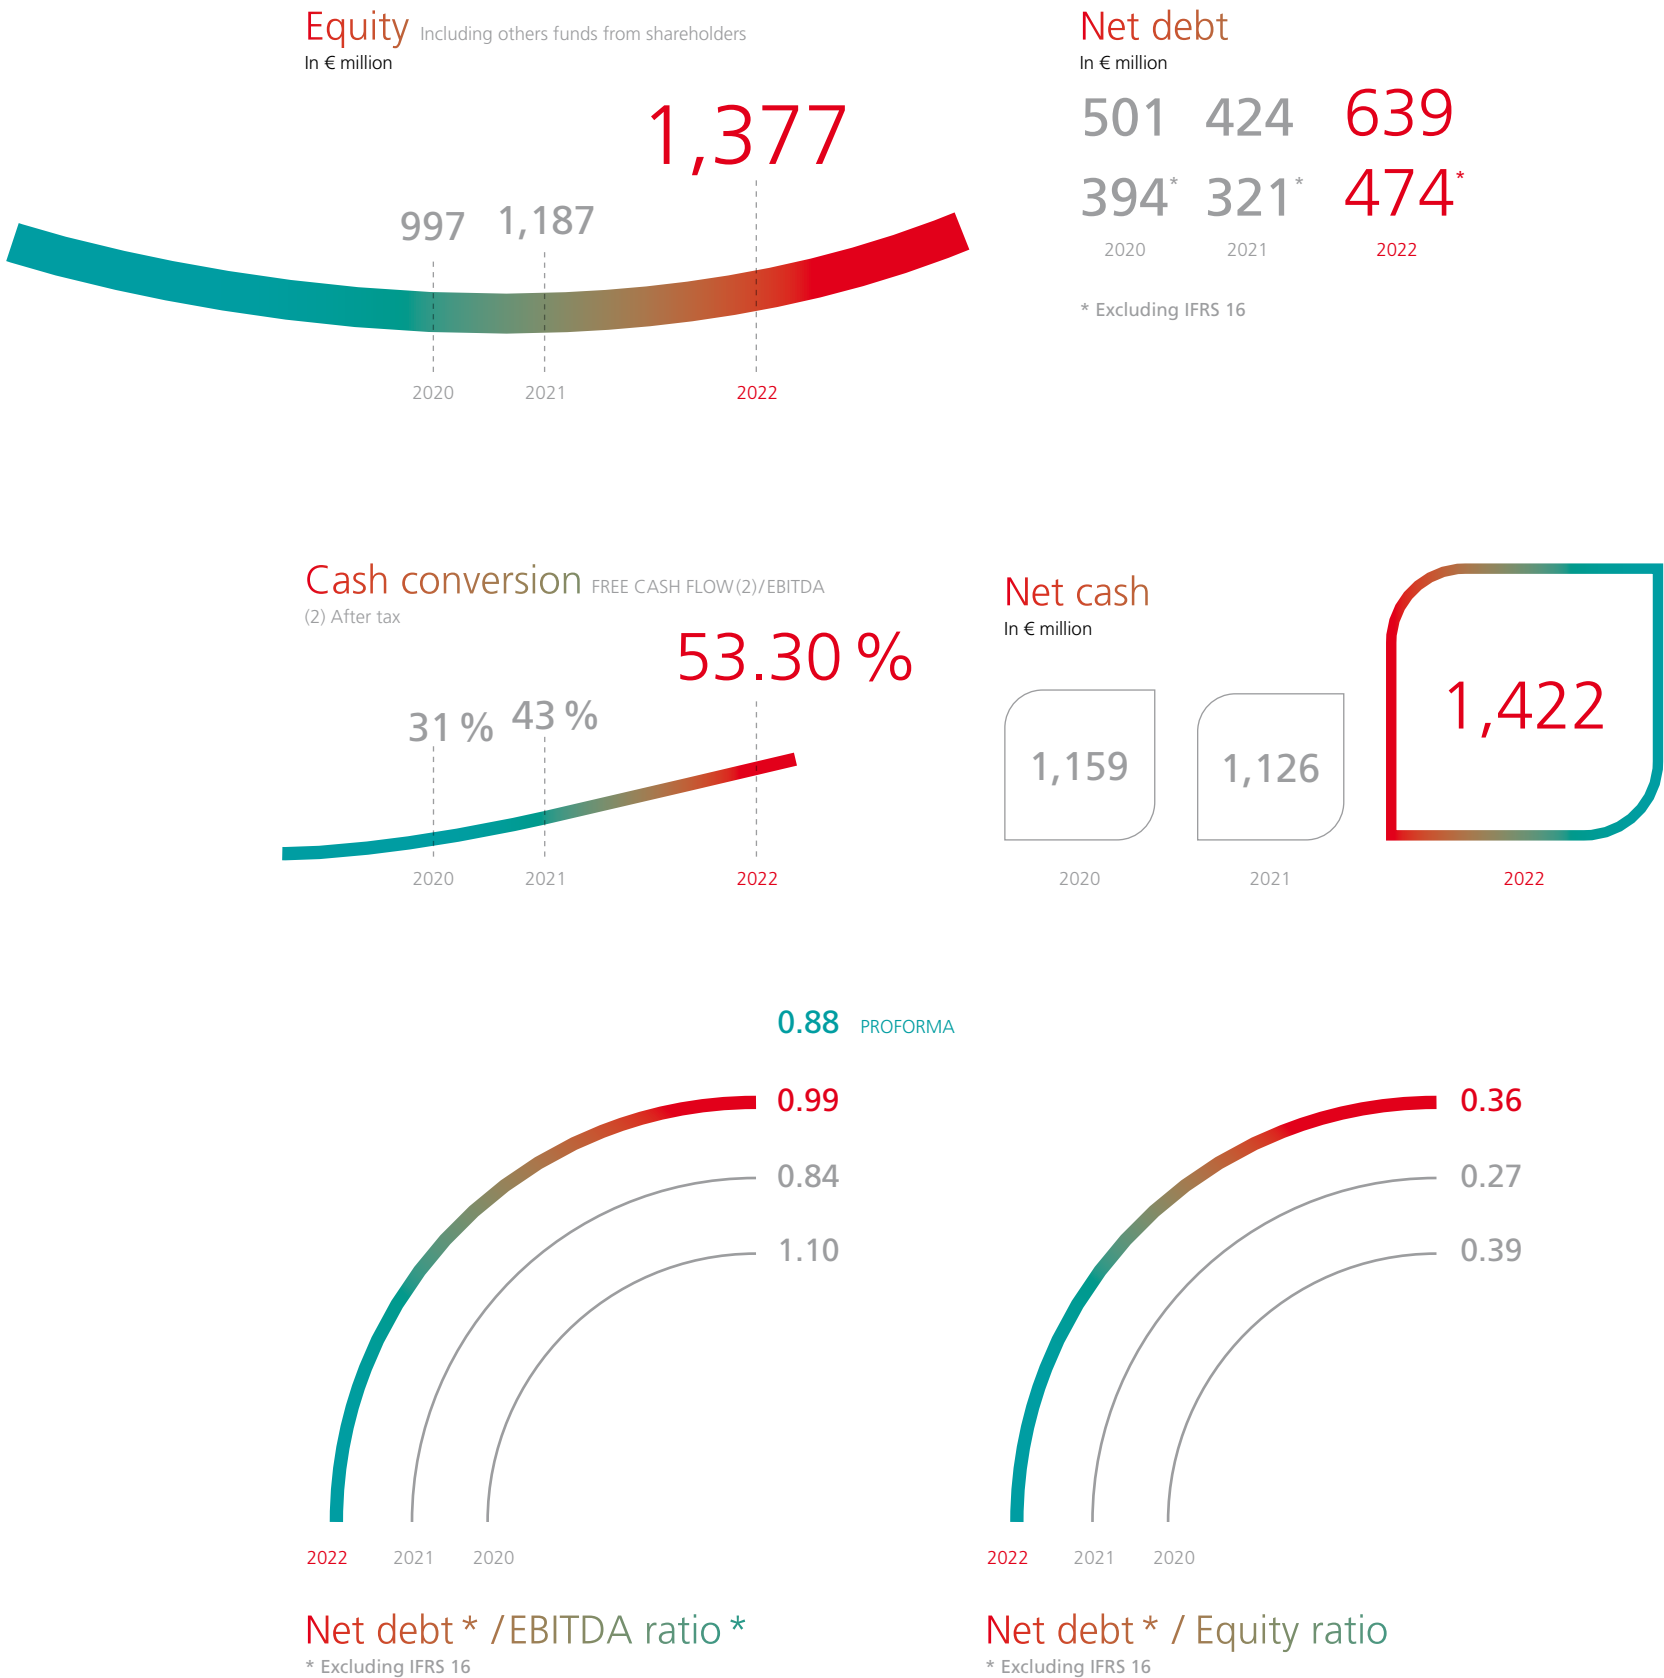 Equity Including others funds from shareholders
In € million
1,377
997 1,187
2020 2021 2022
Net debt
In € million
501 424 639
394* 321* 474*
2020 2021 2022
* Excluding IFRS 16
Cash conversion FREE CASH FLOW(2)/EBITDA
(2) After tax
53.30 %
31 % 43 %
2020 2021 2022
Net cash
In € million
1,159 1,126 1,422
2020 2021 2022
0.88 PROFORMA
0.99
0.84
1.10
2022 2021 2020
Net debt * /EBITDA ratio *
* Excluding IFRS 16
0.36
0.27
0.39
2022 2021 2020
Net debt * / Equity ratio
* Excluding IFRS 16